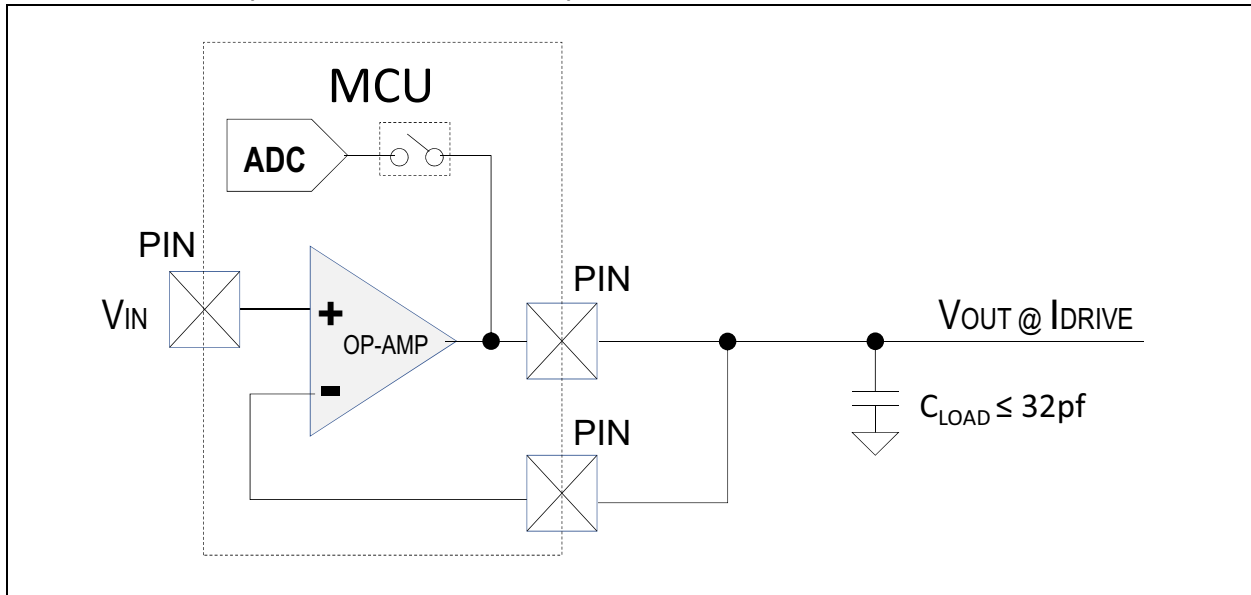 MCU
ADC
PIN
VIN
+
OP-AMP
-
PIN
VOUT @ IDRIVE
CLOAD ≤ 32pf
PIN